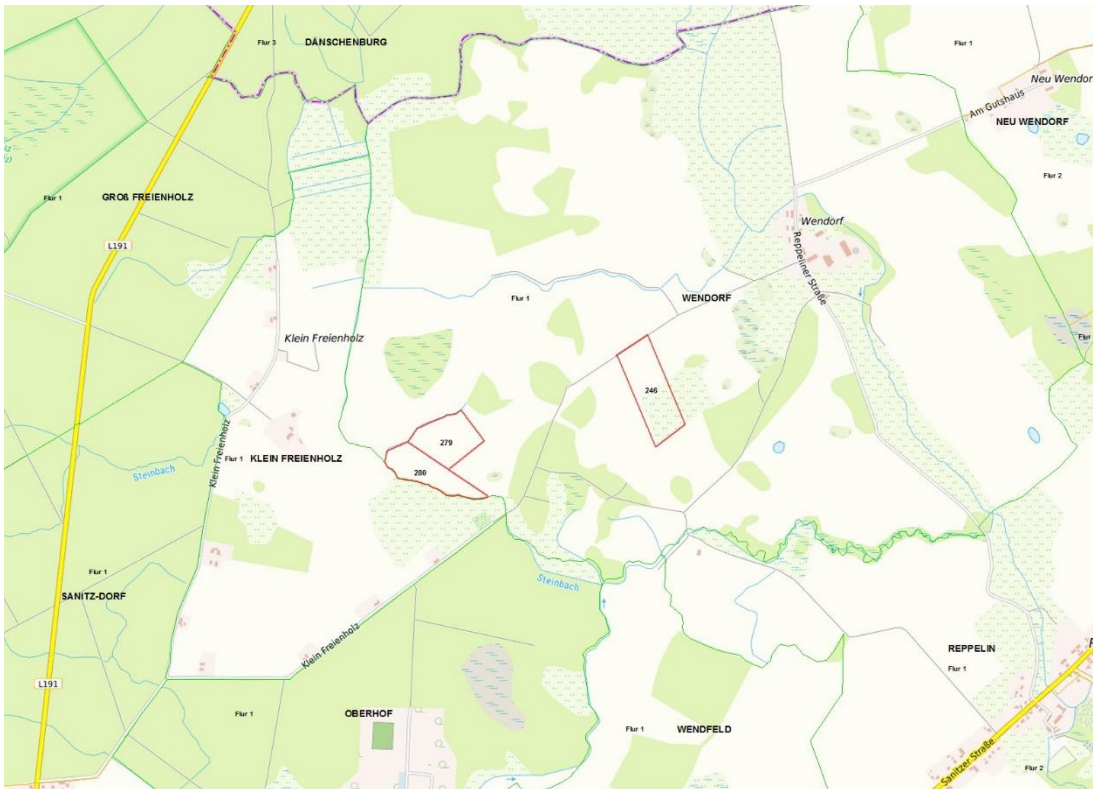 Flur 3
DÄNSCHENBURG
Flur 1
Neu Wendor
Am Gutshaus
NEU WENDORF
Flur 2
Flur 1
GROß FREIENHOLZ
L191
Wendorf
Reppeliner Straße
Flur 1
WENDORF
Flur
Klein Freienholz
246
279
280
Klein Freienholz
Flur 1
KLEIN FREIENHOLZ
Steinbach
Flur 1
SANITZ-DORF
Steinbach
Klein Freienholz
REPPELIN
Flur 1
L191
Flur 1
OBERHOF
Flur 1
WENDFELD
Sanitzer Straße
Flur 2